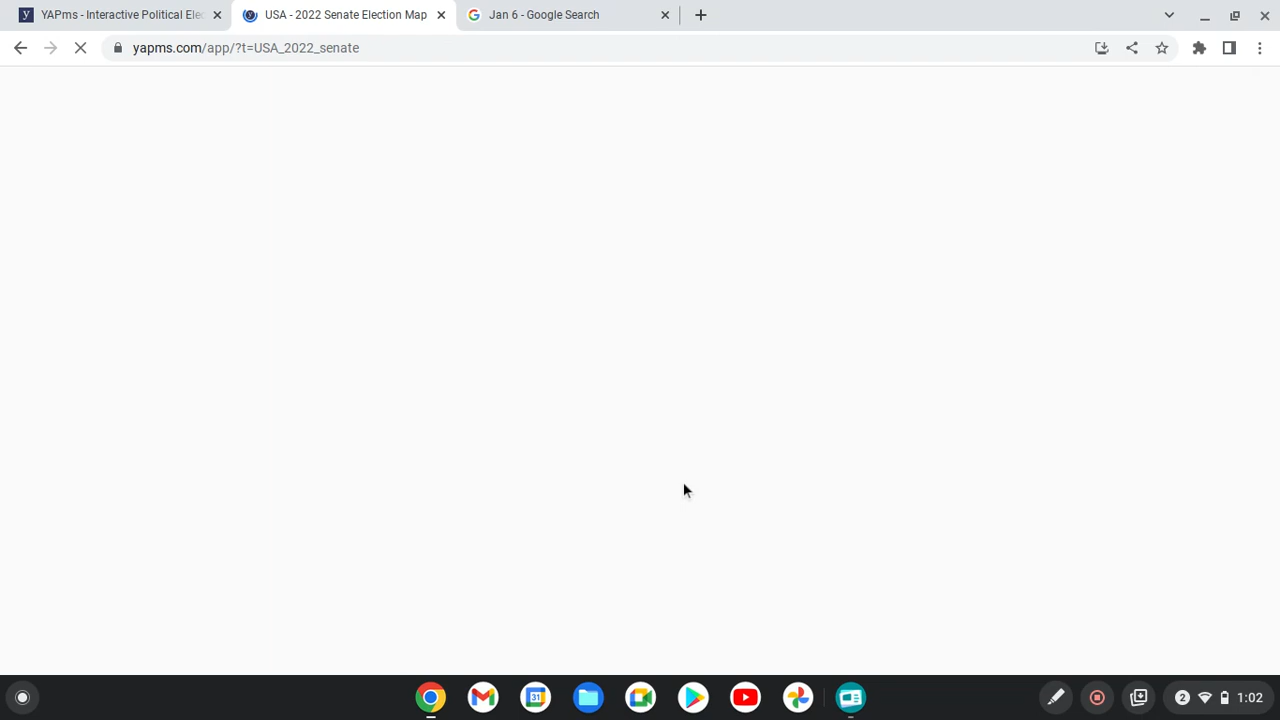 y YAPms - Interactive Political Ele
USA - 2022 Senate Election Map
Jan 6 - Google Search
yapms.com/app/?t=USA_2022_senate
31
2 1:02